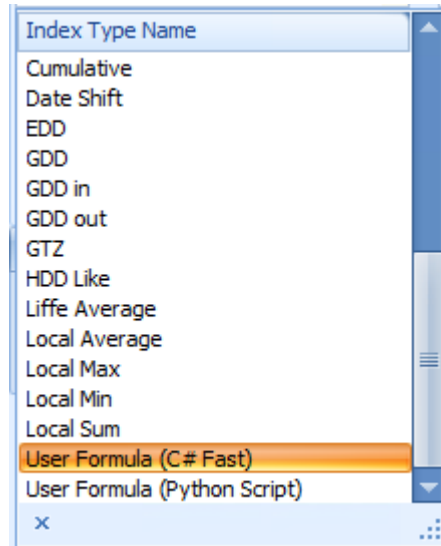 Index Type Name
Cumulative
Date Shift
EDD
GDD
GDD in
GDD out
GTZ
HDD Like
Liffe Average
Local Average
Local Max
Local Min
Local Sum
User Formula (C# Fast)
User Formula (Python Script)